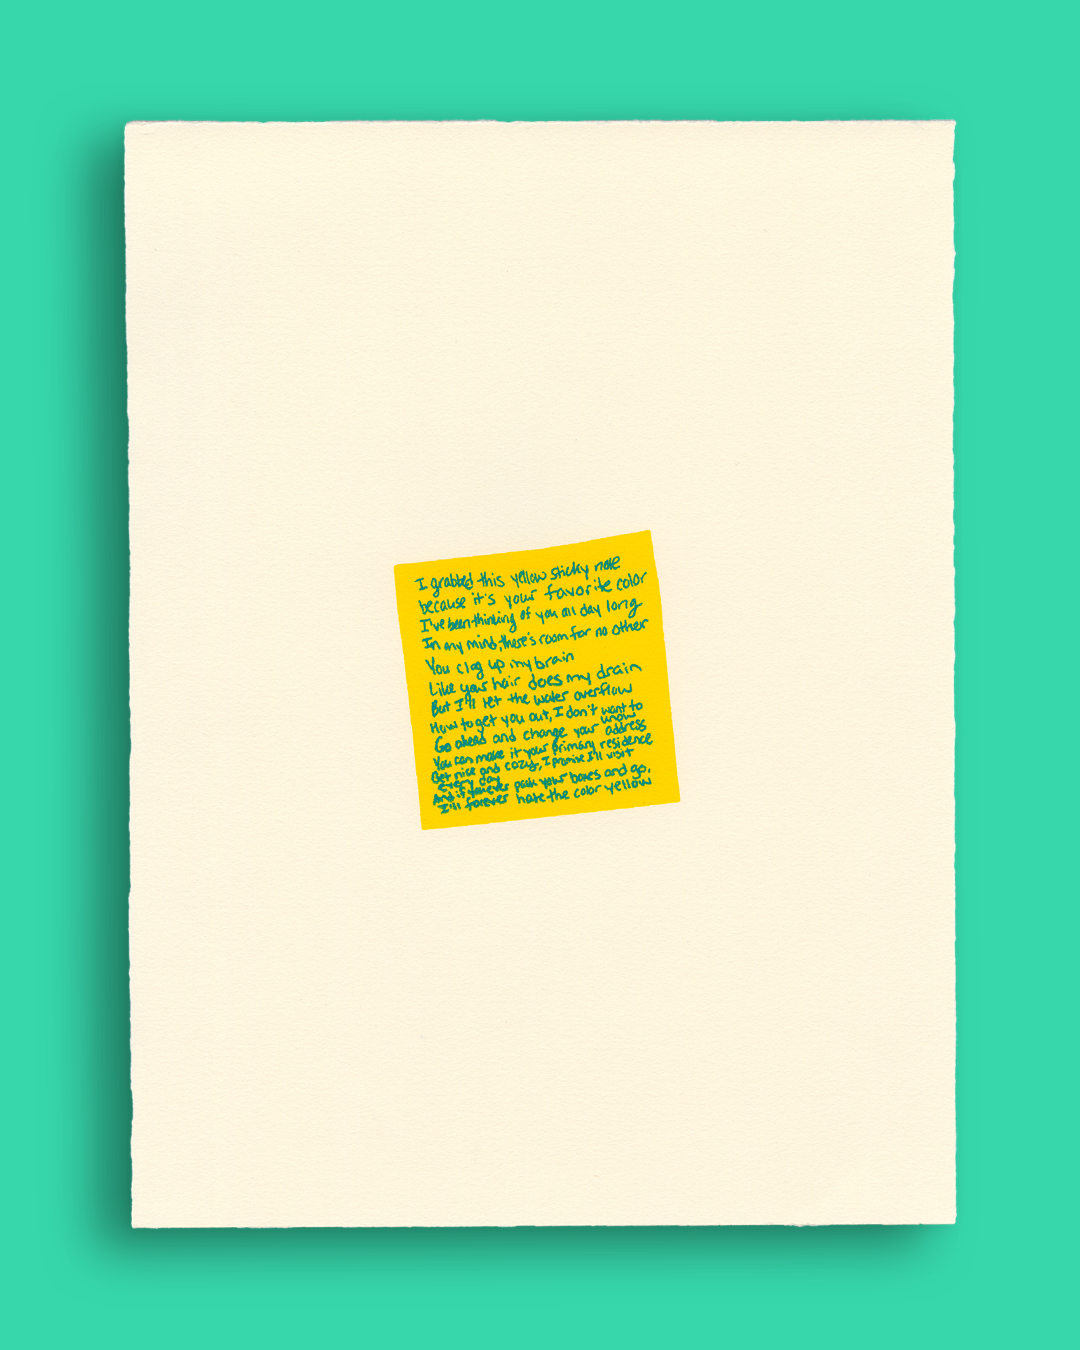 I grabbed this yellow sticky note
because it's your favorite color
I've been thinking of you all day long
In my mind, there's room for no other
You clog up my brain
Like your hair does my drain
But I'll let the water overflow
How to get you out, I don't want to
know
Go ahead and change your address
You can make it your primary residence
Get nice and cozy, I promise I'll visit
every day
And if forever pack your boxes and go,
I'll forever hate the color yellow